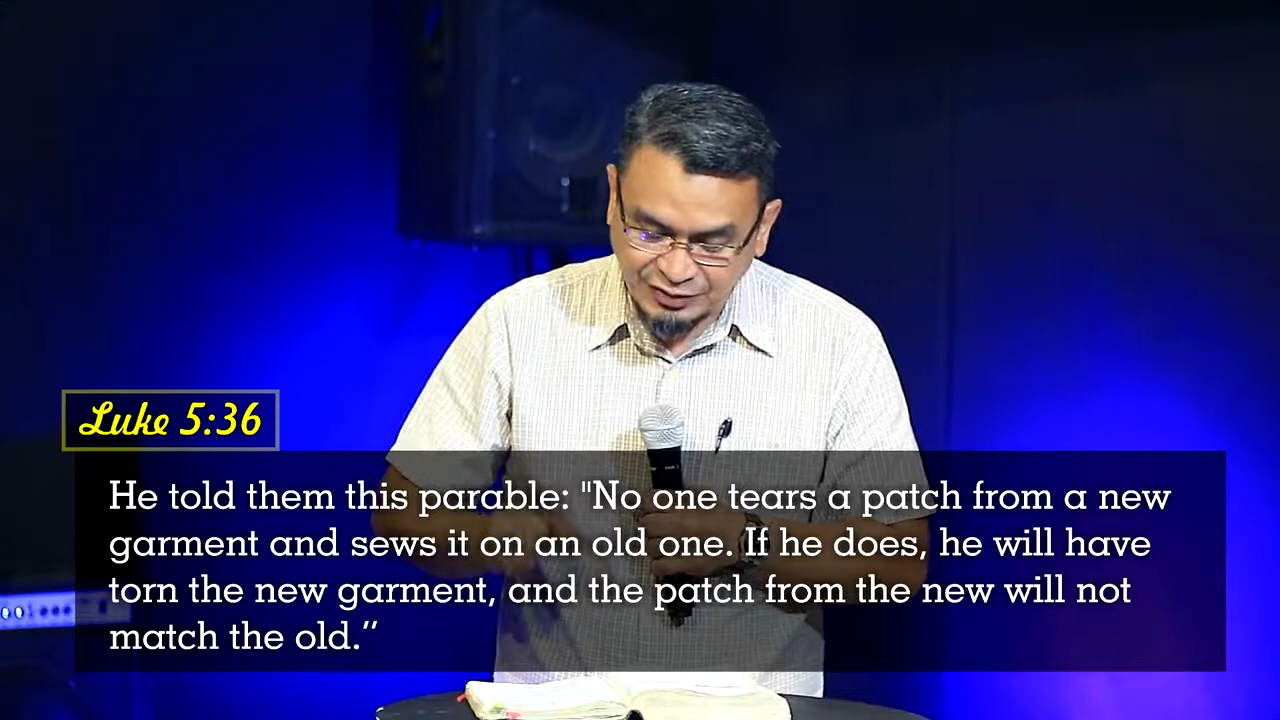 Luke 5:36
He told them this parable: "No one tears a patch from a new
garment and sews it on an old one. If he does, he will have
torn the new garment, and the patch from the new will not
match the old.”